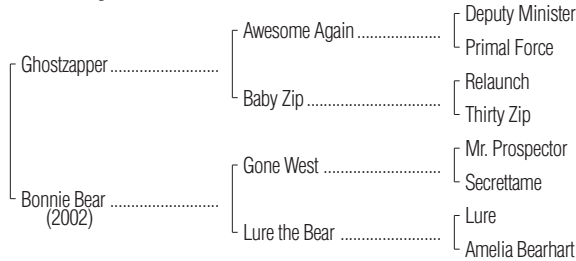 Deputy Minister
Awesome Again ..................
Primal Force
Ghostzapper .......................
Relaunch
Baby Zip ............................
Thirty Zip
Mr. Prospector
Gone West .........................
Secrettame
Bonnie Bear .......................
(2002)
Lure
Lure the Bear .....................
Amelia Bearhart